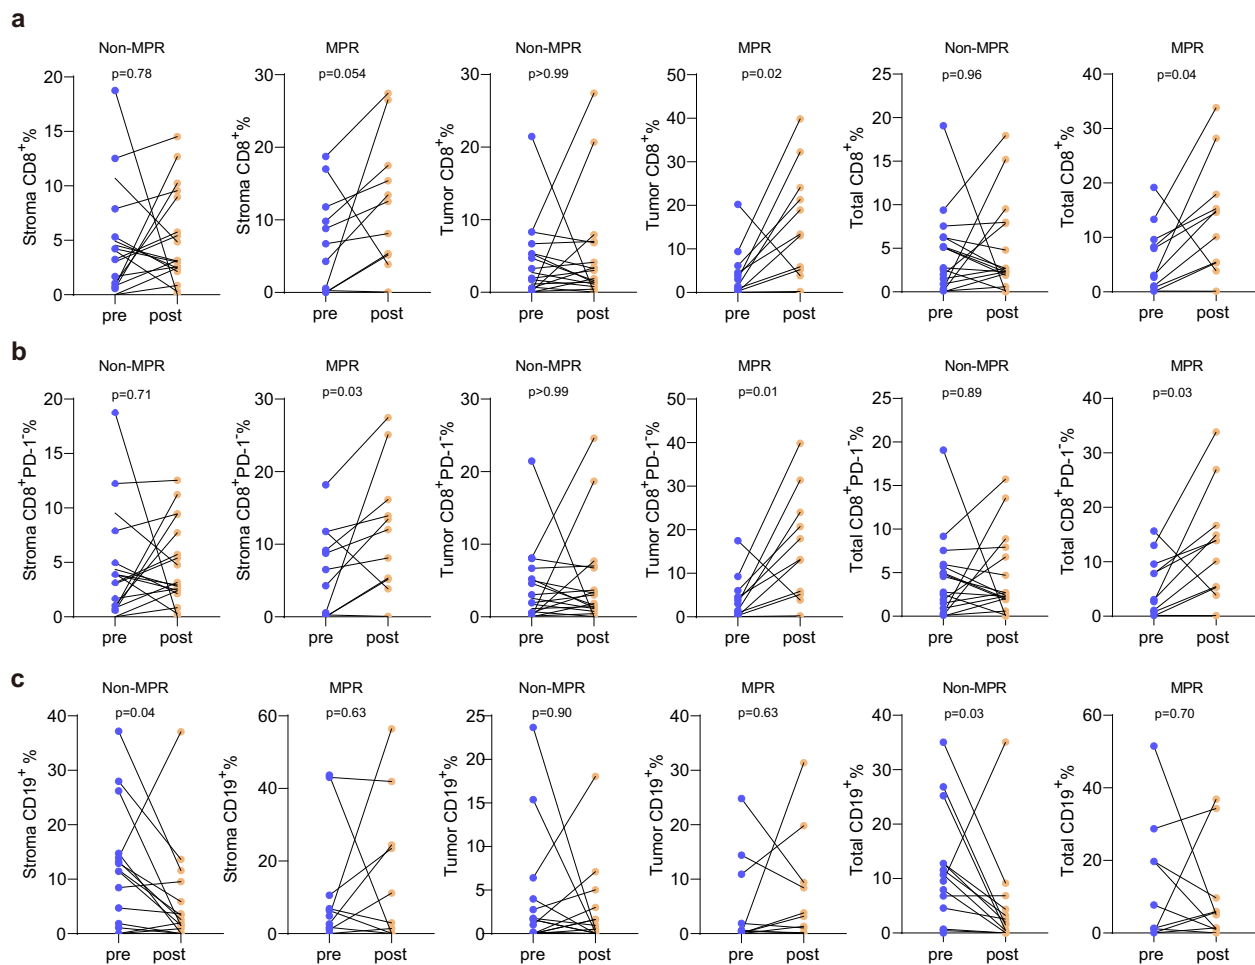 a
Non-MPR
p=0.78
Stroma CD8⁺%
20
15
10
5
0
pre post
MPR
p=0.054
Stroma CD8⁺%
30
20
10
0
pre post
Non-MPR
p>0.99
Tumor CD8⁺%
30
20
10
0
pre post
MPR
p=0.02
Tumor CD8⁺%
50
40
30
20
10
0
pre post
Non-MPR
p=0.96
Total CD8⁺%
25
20
15
10
5
0
pre post
MPR
p=0.04
Total CD8⁺%
40
30
20
10
0
pre post
b
Non-MPR
p=0.71
Stroma CD8⁺PD-1⁻%
20
15
10
5
0
pre post
MPR
p=0.03
Stroma CD8⁺PD-1⁻%
30
20
10
0
pre post
Non-MPR
p>0.99
Tumor CD8⁺PD-1⁻%
30
20
10
0
pre post
MPR
p=0.01
Tumor CD8⁺PD-1⁻%
50
40
30
20
10
0
pre post
Non-MPR
p=0.89
Total CD8⁺PD-1⁻%
25
20
15
10
5
0
pre post
MPR
p=0.03
Total CD8⁺PD-1⁻%
40
30
20
10
0
pre post
c
Non-MPR
p=0.04
Stroma CD19⁺%
40
30
20
10
0
pre post
MPR
p=0.63
Stroma CD19⁺%
60
40
20
0
pre post
Non-MPR
p=0.90
Tumor CD19⁺%
25
20
15
10
5
0
pre post
MPR
p=0.63
Tumor CD19⁺%
40
30
20
10
0
pre post
Non-MPR
p=0.03
Total CD19⁺%
40
30
20
10
0
pre post
MPR
p=0.70
Total CD19⁺%
60
40
20
0
pre post